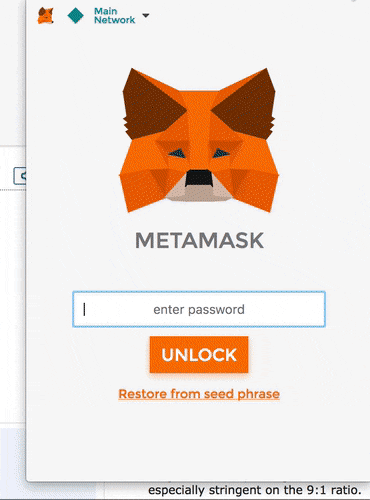 Main
Network
METAMASK
enter password
UNLOCK
Restore from seed phrase
especially stringent on the 9:1 ratio.